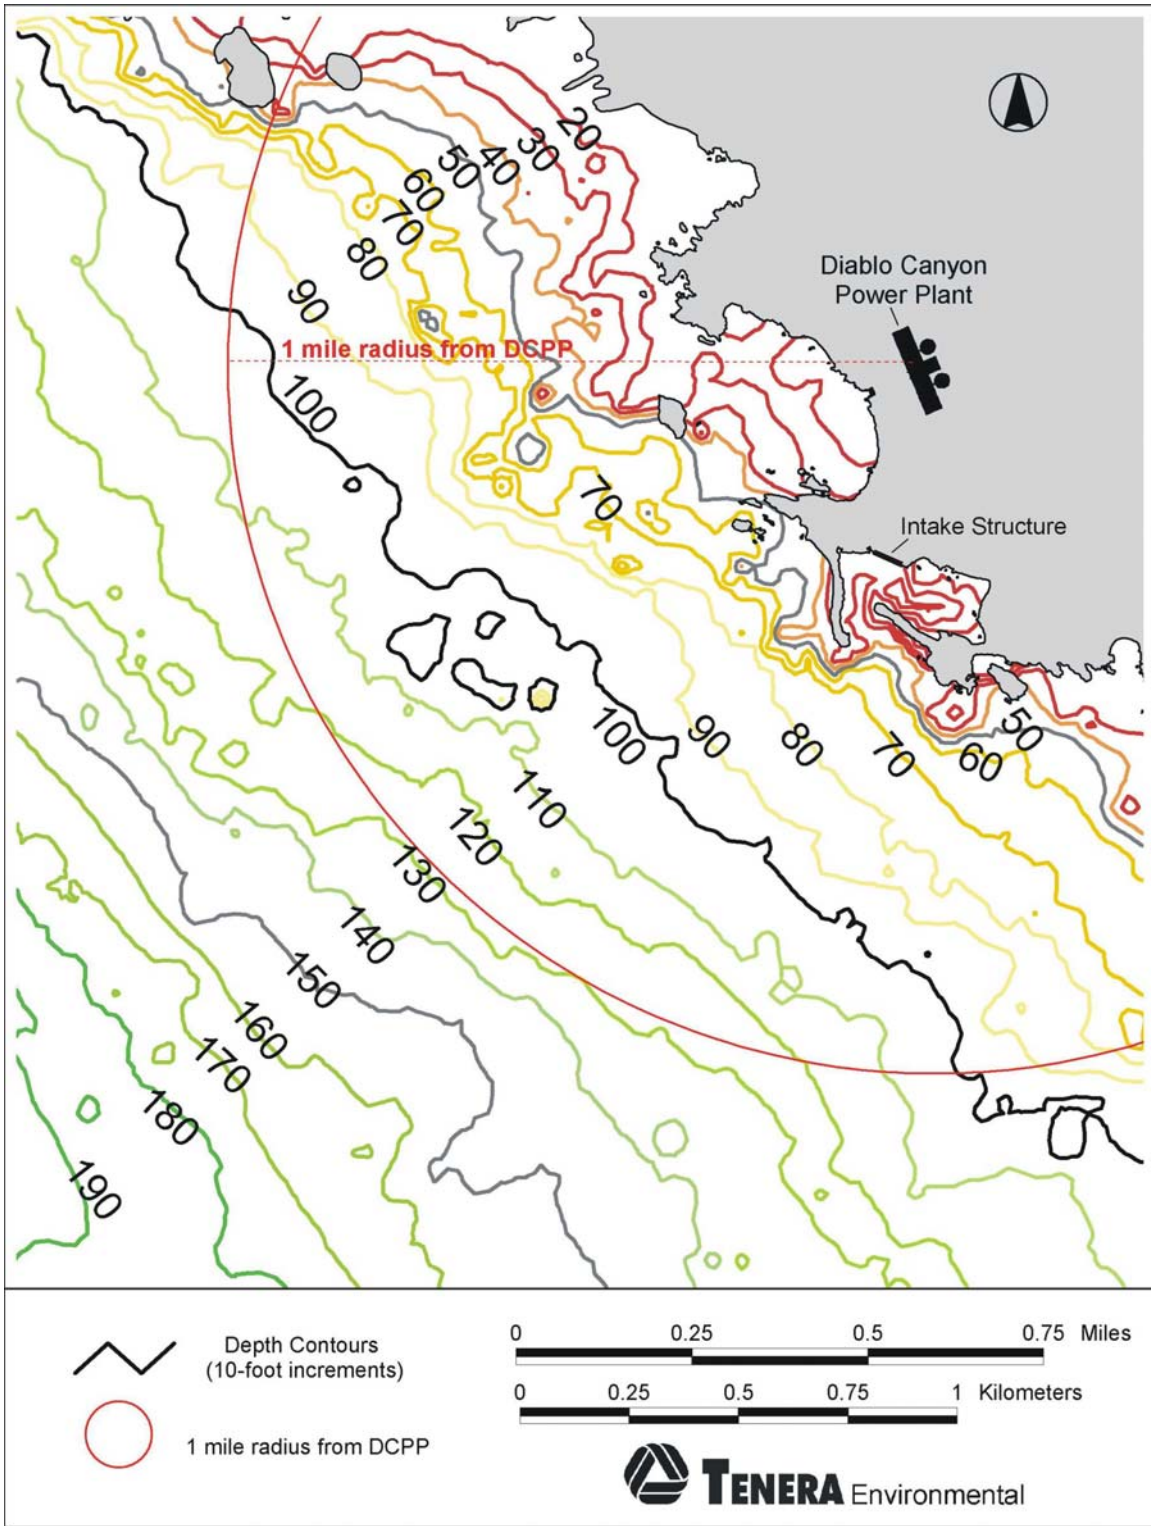 20
30
40
50
60
70
80
90
Diablo Canyon
Power Plant
1 mile radius from DCPP
100
70
Intake Structure
50
60
70
80
90
100
110
120
130
140
150
160
170
180
190
0 0.25 0.5 0.75 Miles
Depth Contours
(10-foot increments)
0 0.25 0.5 0.75 1 Kilometers
1 mile radius from DCPP
TENERA Environmental